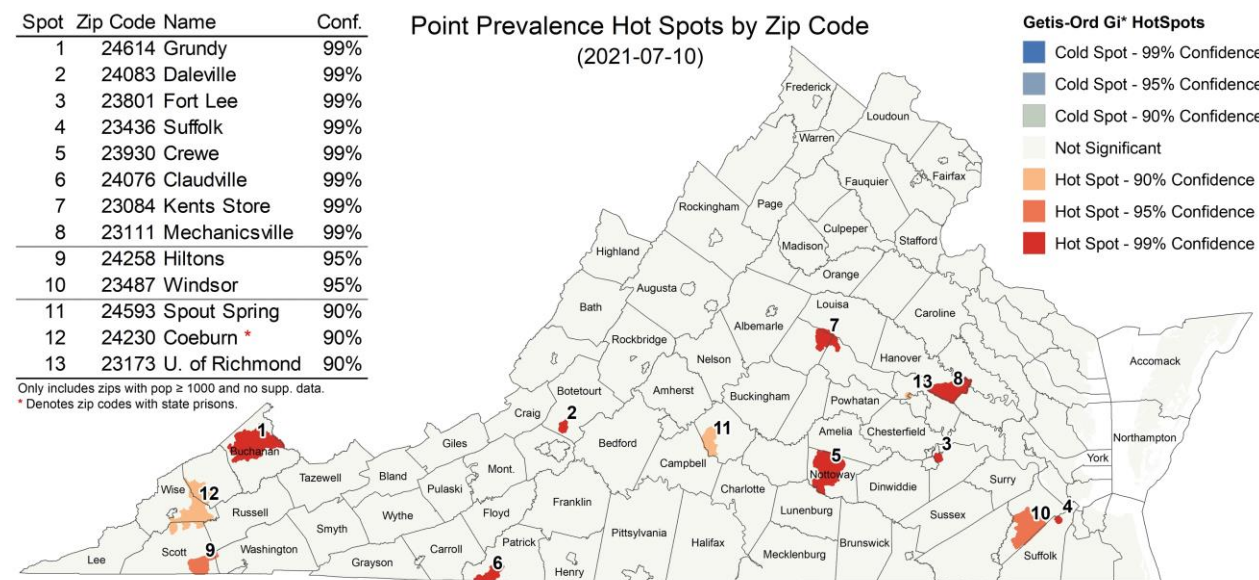 Point Prevalence Hot Spots by Zip Code
(2021-07-10)
Spot Zip Code Name Conf.
1 24614 Grundy 99%
2 24083 Daleville 99%
3 23801 Fort Lee 99%
4 23436 Suffolk 99%
5 23930 Crewe 99%
6 24076 Claudville 99%
7 23084 Kents Store 99%
8 23111 Mechanicsville 99%
9 24258 Hiltons 95%
10 23487 Windsor 95%
11 24593 Spout Spring 90%
12 24230 Coeburn * 90%
13 23173 U. of Richmond 90%
Only includes zips with pop ≥ 1000 and no supp. data.
* Denotes zip codes with state prisons.
Getis-Ord Gi* HotSpots
Cold Spot - 99% Confidence
Cold Spot - 95% Confidence
Cold Spot - 90% Confidence
Not Significant
Hot Spot - 90% Confidence
Hot Spot - 95% Confidence
Hot Spot - 99% Confidence
Frederick
Loudoun
Warren
Fairfax
Fauquier
Rockingham
Page
Culpeper
Madison
Stafford
Highland
Orange
Augusta
Bath
Louisa
Caroline
Albemarle
7
Rockbridge
Nelson
Hanover
Accomack
Botetourt
Amherst
Buckingham
Powhatan
13
8
Craig
2
Bedford
11
Amelia
Chesterfield
3
Northampton
1
Buchanan
Giles
Campbell
5
Nottoway
York
Tazewell
Bland
Mont.
Pulaski
Charlotte
Dinwiddie
Surry
Wise
12
Russell
Wythe
Floyd
Franklin
Lunenburg
Sussex
10
4
Smyth
Pittsylvania
Halifax
Brunswick
Suffolk
Lee
Scott
9
Washington
Grayson
Carroll
Patrick
6
Henry
Mecklenburg